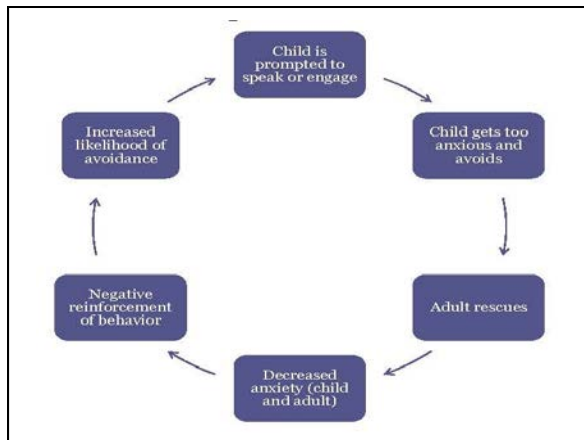 Child is
prompted to
speak or engage
Child gets too
anxious and
avoids
Adult rescues
Decreased
anxiety (child
and adult)
Negative
reinforcement
of behavior
Increased
likelihood of
avoidance